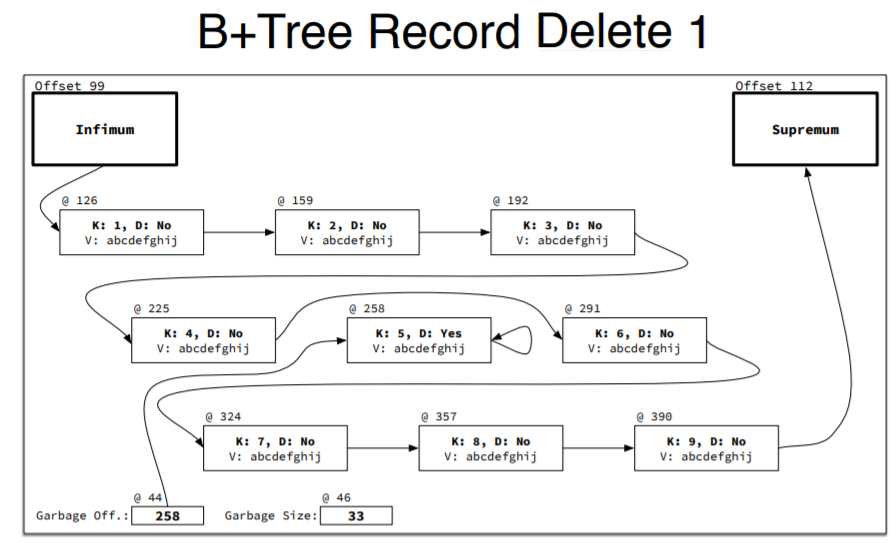 B+Tree Record Delete 1
Offset 99
Offset 112
Infimum
Supremum
@ 126
@ 159
@ 192
K: 1, D: No
V: abcdefghij
K: 2, D: No
V: abcdefghij
K: 3, D: No
V: abcdefghij
@ 225
@ 258
@ 291
K: 4, D: No
V: abcdefghij
K: 5, D: Yes
V: abcdefghij
K: 6, D: No
V: abcdefghij
@ 324
@ 357
@ 390
K: 7, D: No
V: abcdefghij
K: 8, D: No
V: abcdefghij
K: 9, D: No
V: abcdefghij
@ 44
@ 46
Garbage Off.: 258
Garbage Size: 33